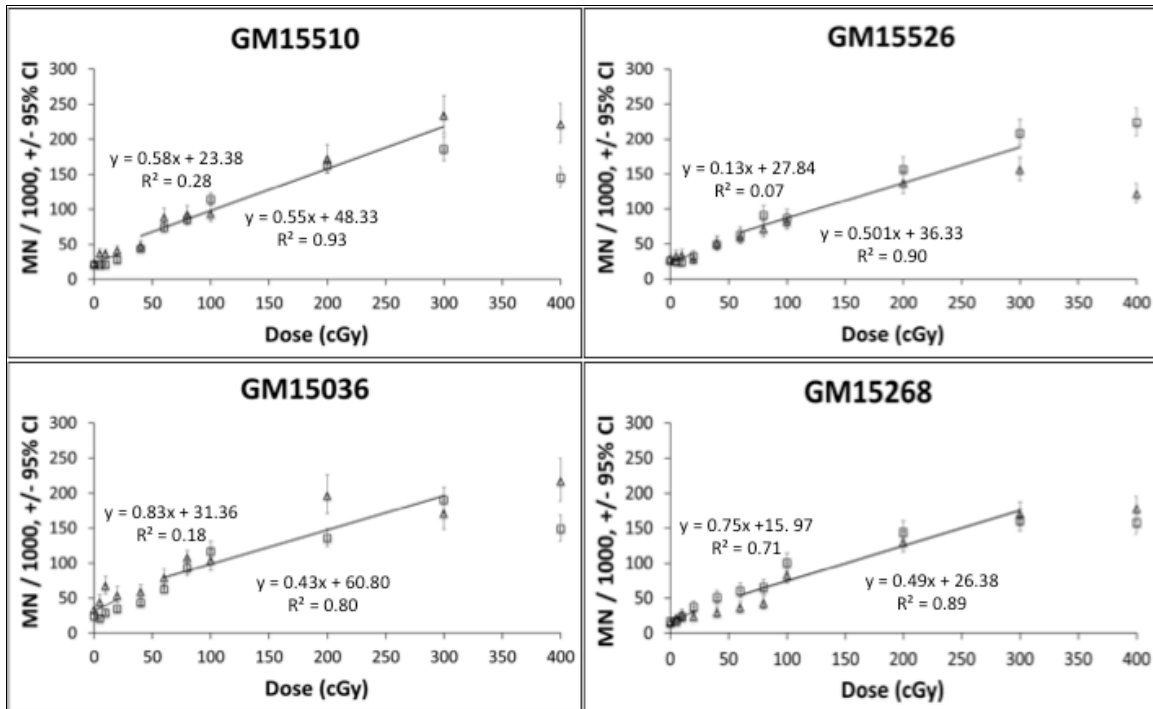 GM15510
MN / 1000, +/- 95% CI
300
250
200
150
100
50
0
y = 0.58x + 23.38
R² = 0.28
y = 0.55x + 48.33
R² = 0.93
0 50 100 150 200 250 300 350 400
Dose (cGy)
GM15526
MN / 1000, +/- 95% CI
300
250
200
150
100
50
0
y = 0.13x + 27.84
R² = 0.07
y = 0.501x + 36.33
R² = 0.90
0 50 100 150 200 250 300 350 400
Dose (cGy)
GM15036
MN / 1000, +/- 95% CI
300
250
200
150
100
50
0
y = 0.83x + 31.36
R² = 0.18
y = 0.43x + 60.80
R² = 0.80
0 50 100 150 200 250 300 350 400
Dose (cGy)
GM15268
MN / 1000, +/- 95% CI
300
250
200
150
100
50
0
y = 0.75x +15. 97
R² = 0.71
y = 0.49x + 26.38
R² = 0.89
0 50 100 150 200 250 300 350 400
Dose (cGy)